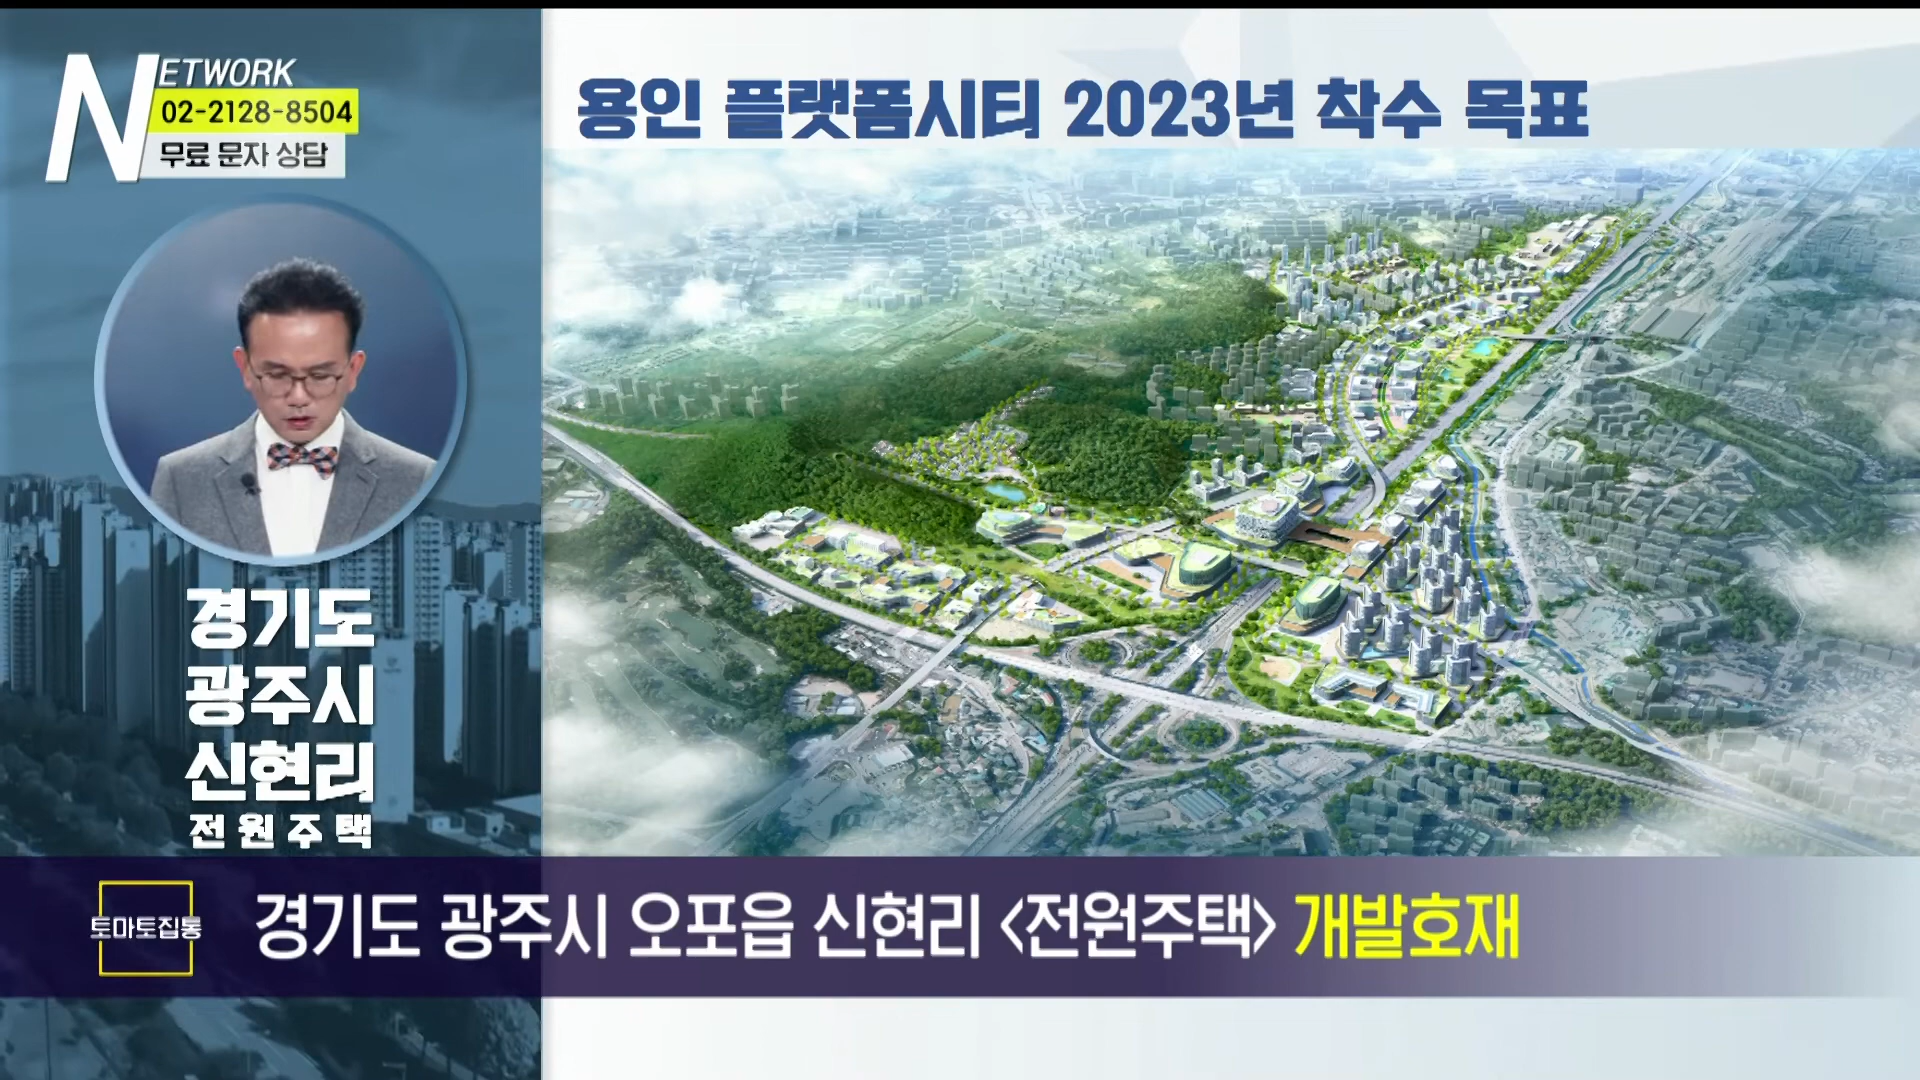 NETWORK
02-2128-8504
무료 문자 상담
용인 플랫폼시티 2023년 착수 목표
경기도
광주시
신현리
전원주택
토마토집통
경기도 광주시 오포읍 신현리 <전원주택> 개발호재